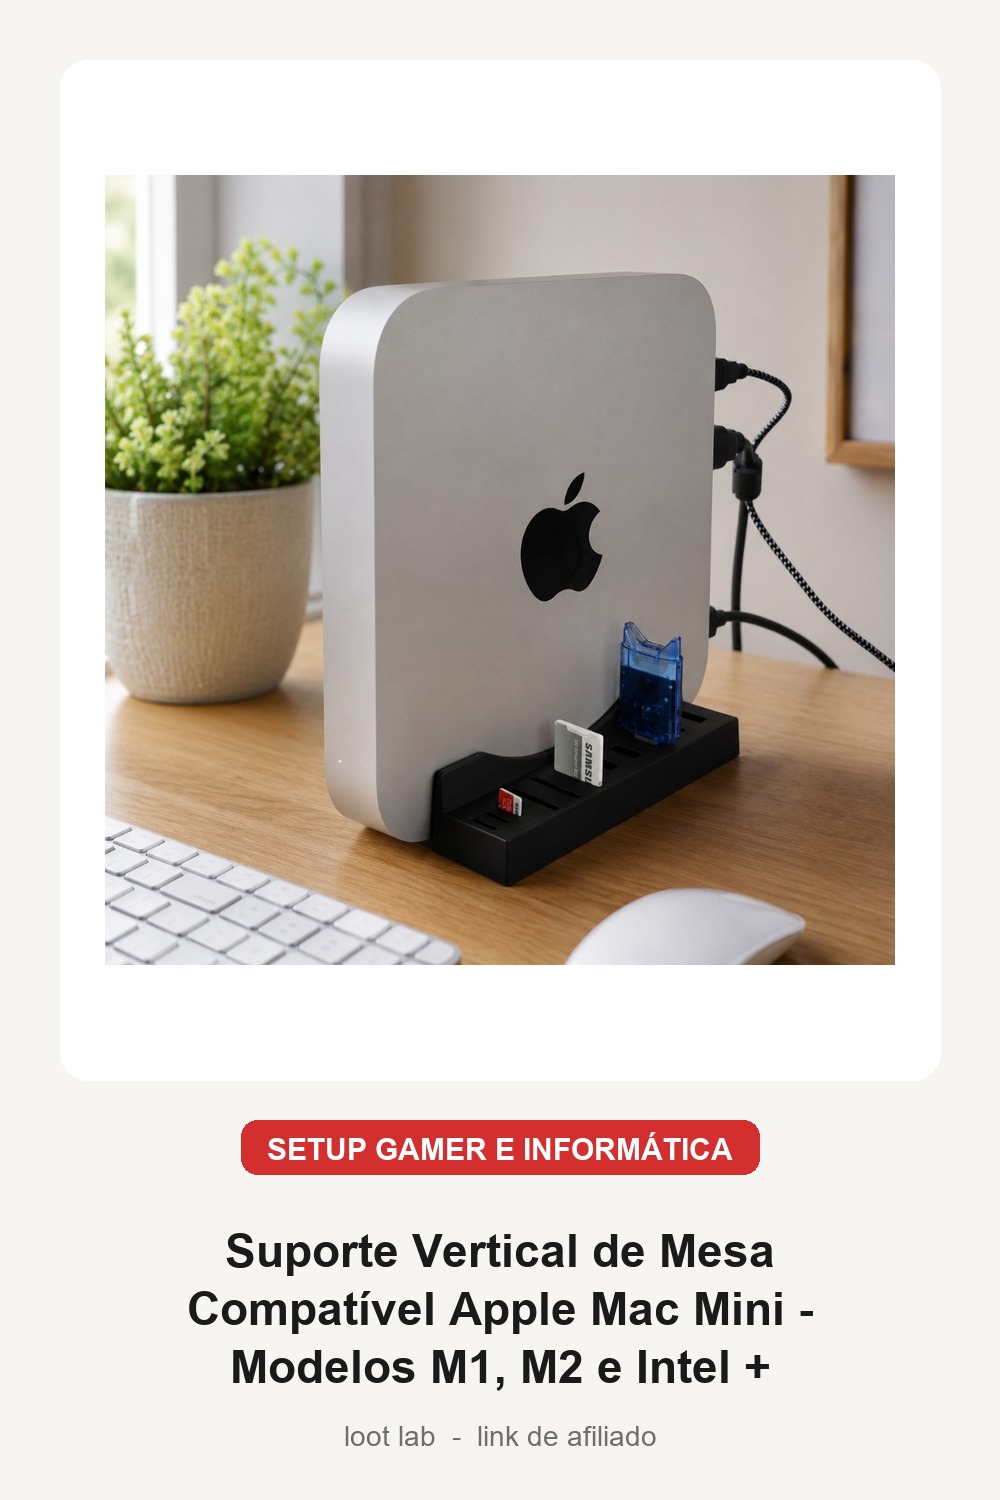 SAMSU
SETUP GAMER E INFORMÁTICA
Suporte Vertical de Mesa
Compatível Apple Mac Mini -
Modelos M1, M2 e Intel +
loot lab - link de afiliado